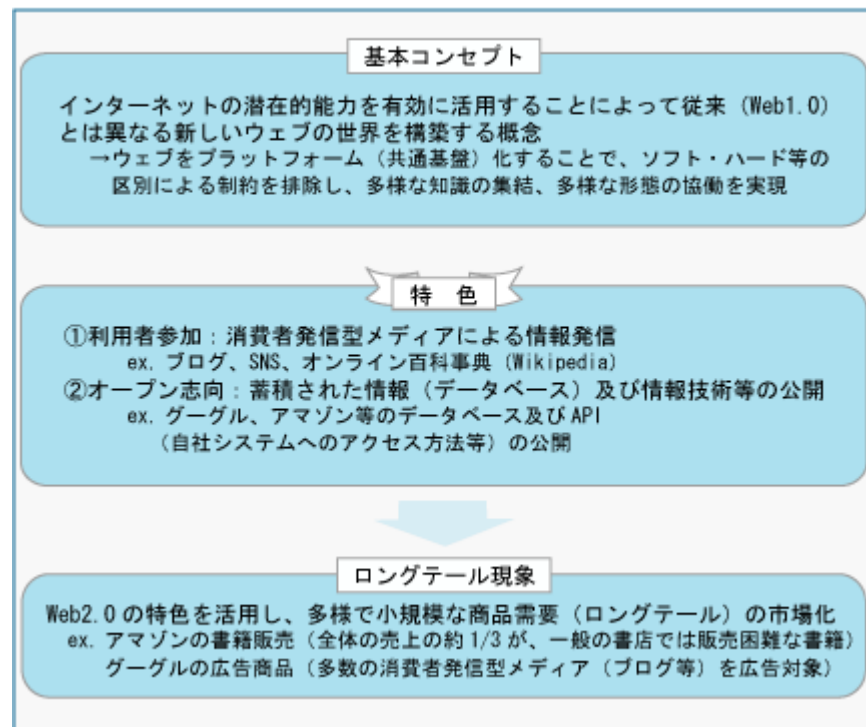 基本コンセプト
インターネットの潜在的能力を有効に活用することによって従来（Web1.0）
とは異なる新しいウェブの世界を構築する概念
→ウェブをプラットフォーム（共通基盤）化することで、ソフト・ハード等の
区別による制約を排除し、多様な知識の集結、多様な形態の協働を実現
特 色
①利用者参加：消費者発信型メディアによる情報発信
ex. ブログ、SNS、オンライン百科事典（Wikipedia）
②オープン志向：蓄積された情報（データベース）及び情報技術等の公開
ex. グーグル、アマゾン等のデータベース及びAPI
（自社システムへのアクセス方法等）の公開
ロングテール現象
Web2.0の特色を活用し、多様で小規模な商品需要（ロングテール）の市場化
ex. アマゾンの書籍販売（全体の売上の約1/3が、一般の書店では販売困難な書籍）
グーグルの広告商品（多数の消費者発信型メディア（ブログ等）を広告対象）